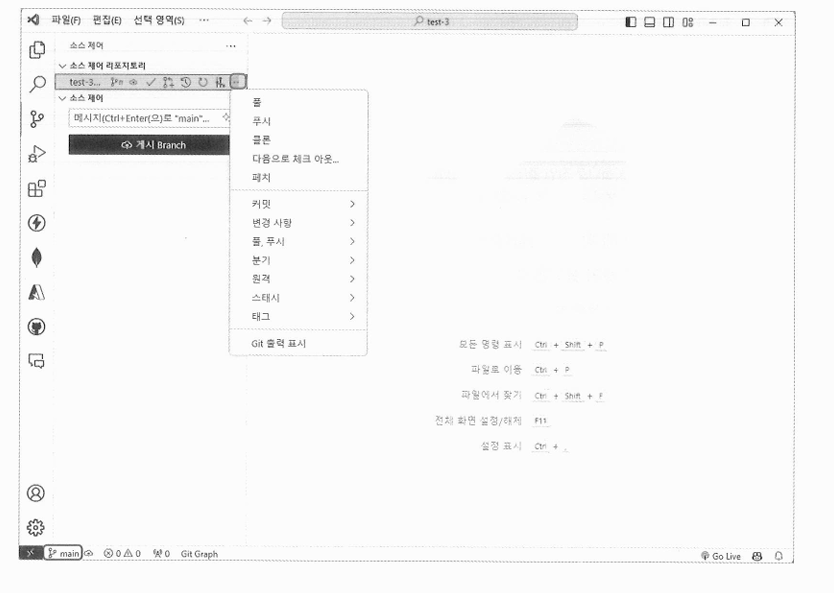 파일(F) 편집(E) 선택 영역(S) ··· test-3
소스 제어 ···
소스 제어 리포지토리
test-3...
소스 제어
메시지(Ctrl+Enter(으)로 "main"...
게시 Branch
풀
푸시
클론
다음으로 체크 아웃...
페치
커밋
변경 사항
풀, 푸시
분기
원격
스태시
태그
Git 출력 표시
모든 명령 표시 Ctrl + Shift + P
파일로 이동 Ctrl + P
파일에서 찾기 Ctrl + Shift + F
전체 화면 설정/해제 F11
설정 표시 Ctrl + ,
main 0 0 0 Git Graph Go Live